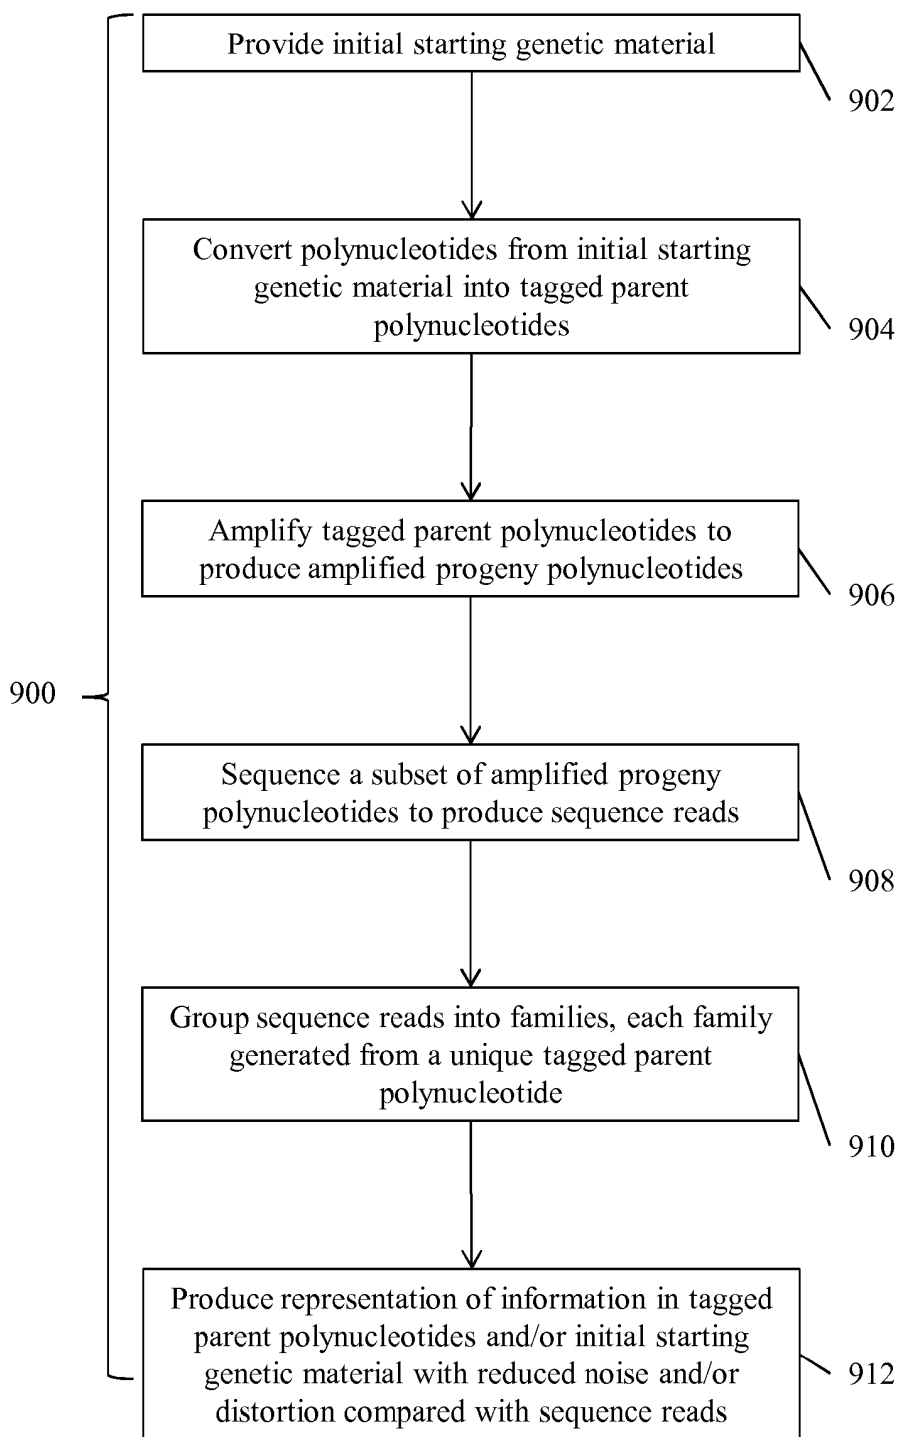 Provide initial starting genetic material
902
Convert polynucleotides from initial starting
genetic material into tagged parent
polynucleotides
904
Amplify tagged parent polynucleotides to
produce amplified progeny polynucleotides
906
900
Sequence a subset of amplified progeny
polynucleotides to produce sequence reads
908
Group sequence reads into families, each family
generated from a unique tagged parent
polynucleotide
910
Produce representation of information in tagged
parent polynucleotides and/or initial starting
genetic material with reduced noise and/or
distortion compared with sequence reads
912